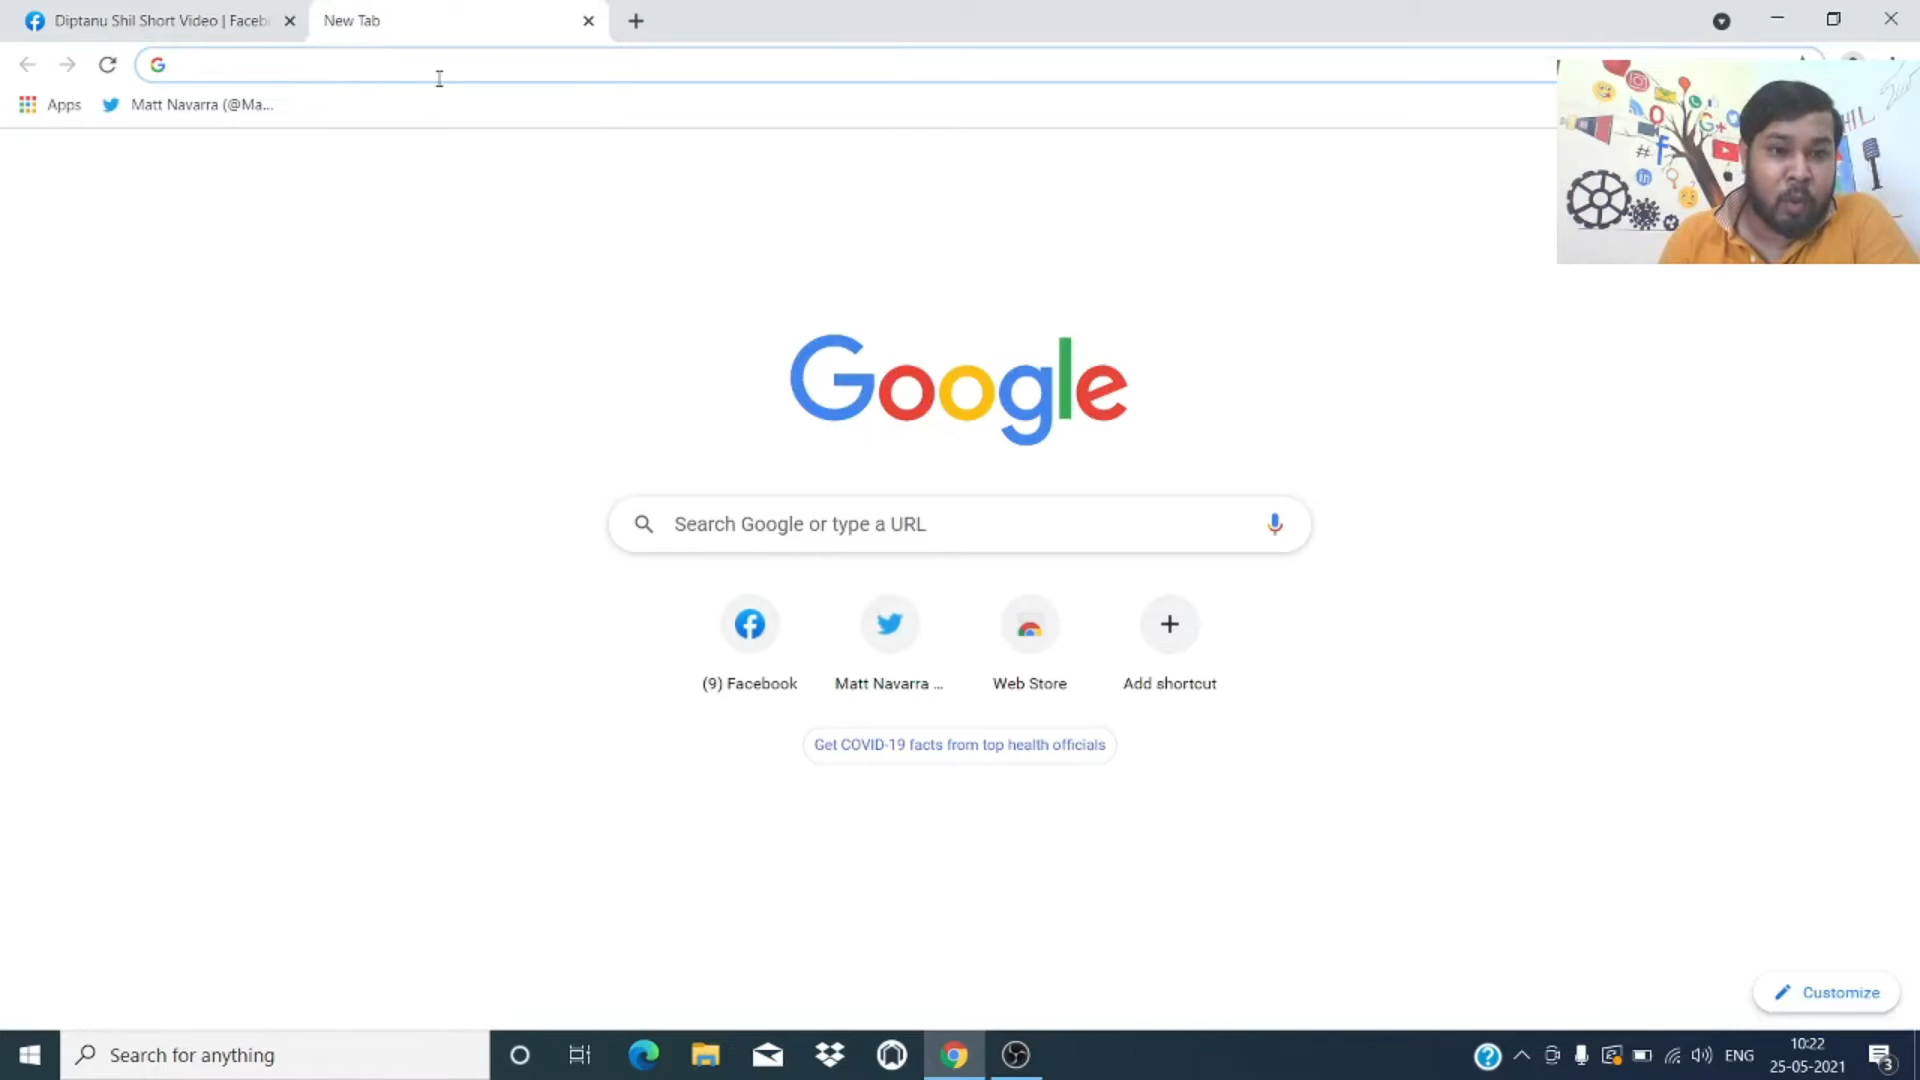 Diptanu Shil Short Video | Faceb
New Tab
Apps
Matt Navarra (@Ma...
HIL
Google
Search Google or type a URL
(9) Facebook
Matt Navarra ...
Web Store
Add shortcut
Get COVID-19 facts from top health officials
Customize
Search for anything
ENG
10:22
25-05-2021
3